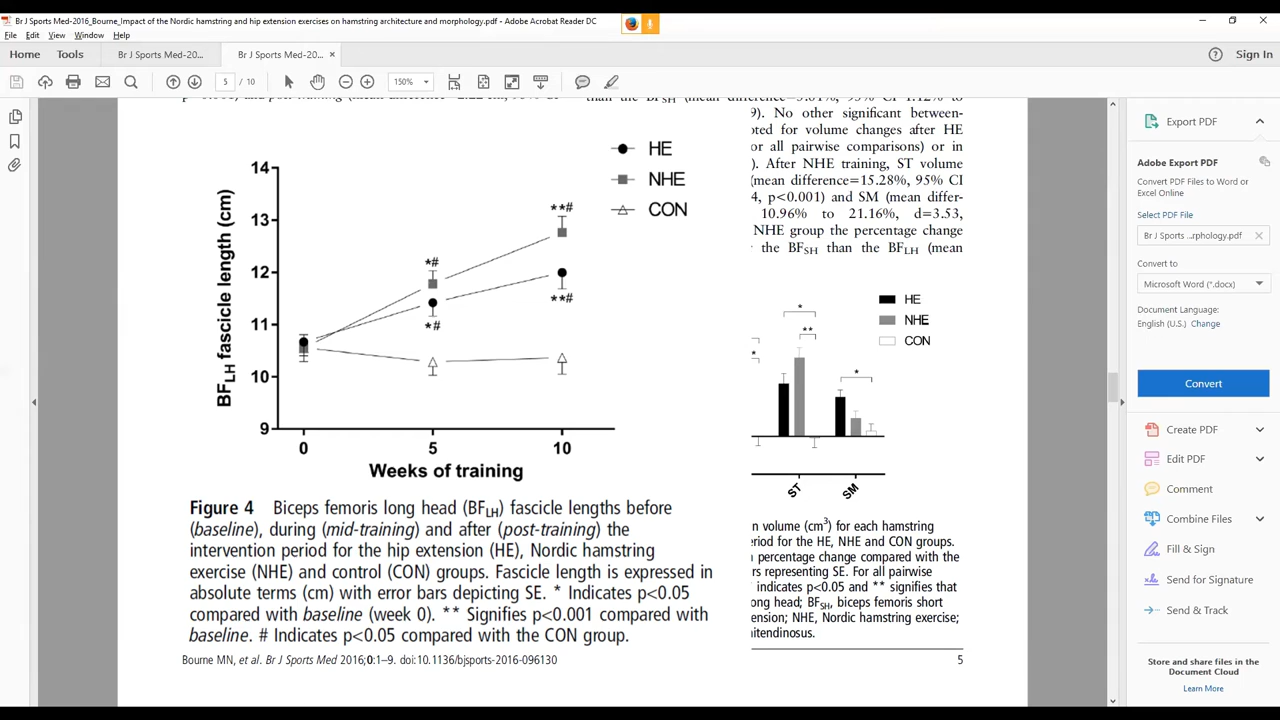 Br J Sports Med-2016_Bourne_Impact of the Nordic hamstring and hip extension exercises on hamstring architecture and morphology.pdf - Adobe Acrobat Reader DC
File Edit View Window Help
Home Tools Br J Sports Med-20... Br J Sports Med-20... × Sign In
5 / 10 150%
than the BFSH (mean difference=3.01%, 95% CI 1.12% to
9). No other significant between-
oted for volume changes after HE
or all pairwise comparisons) or in
). After NHE training, ST volume
(mean difference=15.28%, 95% CI
4, p<0.001) and SM (mean differ-
10.96% to 21.16%, d=3.53,
NHE group the percentage change
the BFSH than the BFLH (mean
HE
NHE
CON
14
13
12
11
10
9
BFLH fascicle length (cm)
*#
*#
**#
**#
0 5 10
Weeks of training
Figure 4 Biceps femoris long head (BFLH) fascicle lengths before
(baseline), during (mid-training) and after (post-training) the
intervention period for the hip extension (HE), Nordic hamstring
exercise (NHE) and control (CON) groups. Fascicle length is expressed in
absolute terms (cm) with error bars depicting SE. * Indicates p<0.05
compared with baseline (week 0). ** Signifies p<0.001 compared with
baseline. # Indicates p<0.05 compared with the CON group.
HE
NHE
CON
*
**
*
*
ST SM
n volume (cm3) for each hamstring
eriod for the HE, NHE and CON groups.
percentage change compared with the
rs representing SE. For all pairwise
indicates p<0.05 and ** signifies that
ong head; BFSH, biceps femoris short
ension; NHE, Nordic hamstring exercise;
nitendinosus.
Bourne MN, et al. Br J Sports Med 2016;0:1–9. doi:10.1136/bjsports-2016-096130 5
Export PDF
Adobe Export PDF
Convert PDF Files to Word or
Excel Online
Select PDF File
Br J Sports ...rphology.pdf ×
Convert to
Microsoft Word (*.docx)
Document Language:
English (U.S.) Change
Convert
Create PDF
Edit PDF
Comment
Combine Files
Fill & Sign
Send for Signature
Send & Track
Store and share files in the
Document Cloud
Learn More